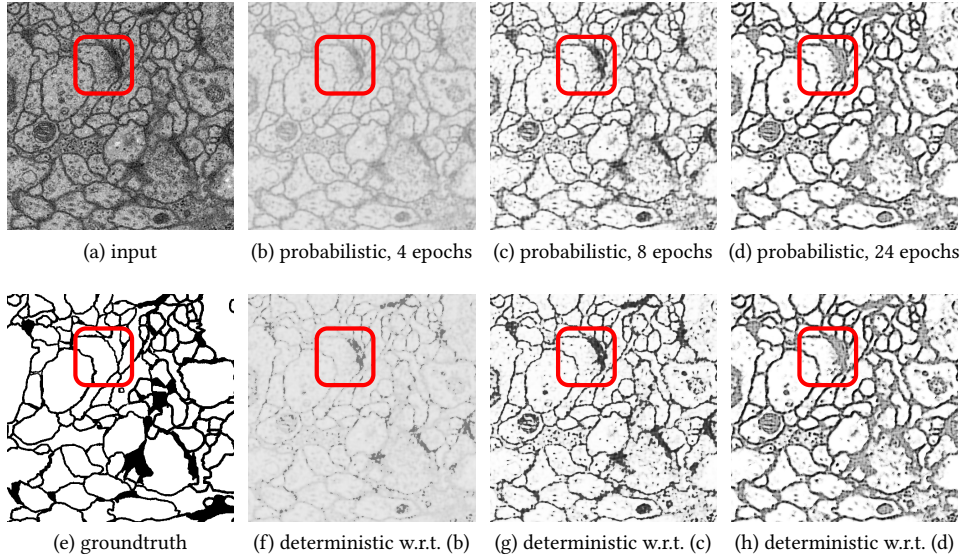 (a) input
(b) probabilistic, 4 epochs
(c) probabilistic, 8 epochs
(d) probabilistic, 24 epochs
(e) groundtruth
(f) deterministic w.r.t. (b)
(g) deterministic w.r.t. (c)
(h) deterministic w.r.t. (d)